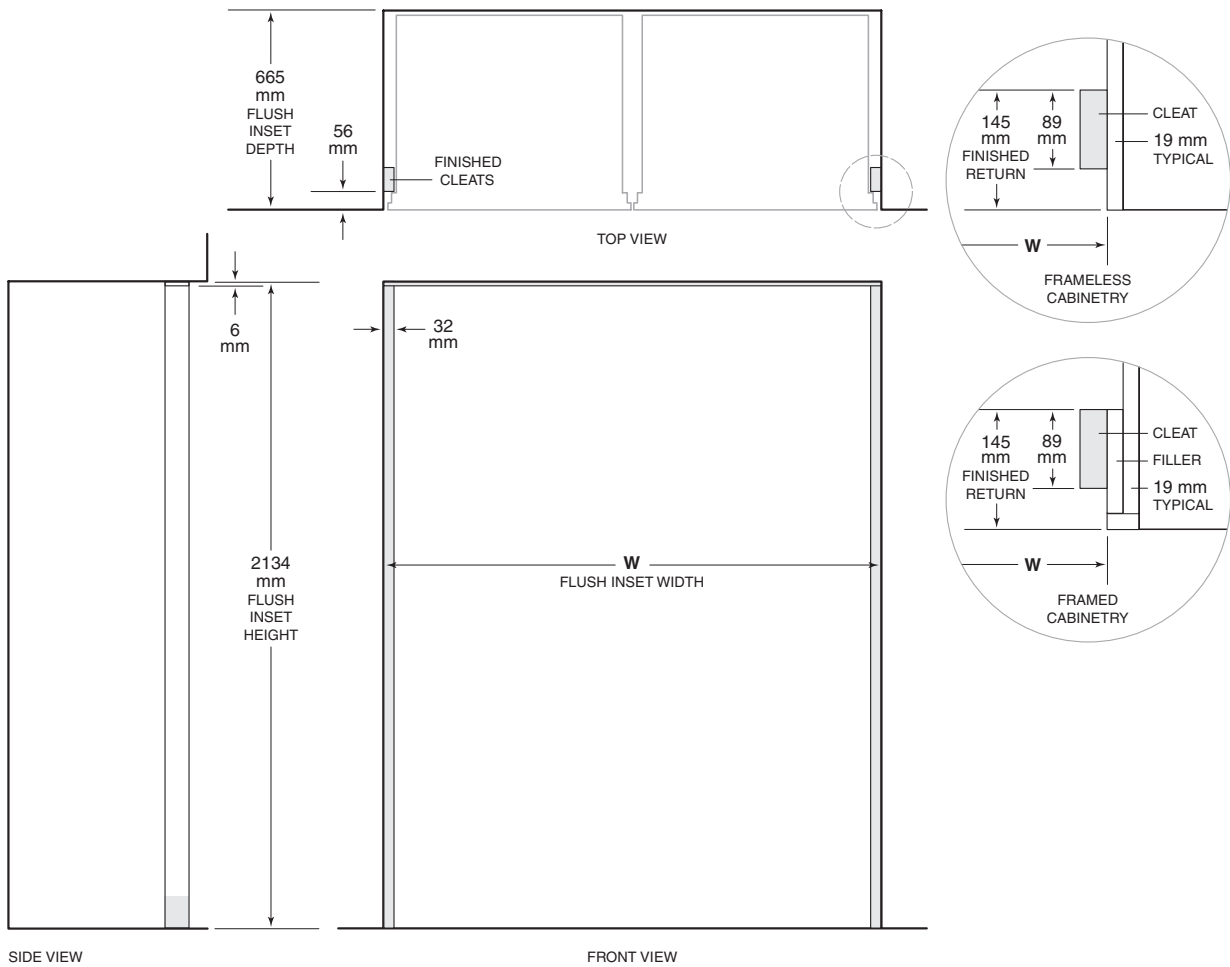 665
mm
FLUSH
INSET
DEPTH
56
mm
FINISHED
CLEATS
TOP VIEW
145
mm
FINISHED
RETURN
89
mm
CLEAT
19 mm
TYPICAL
W
FRAMELESS
CABINETRY
6
mm
32
mm
145
mm
FINISHED
RETURN
89
mm
CLEAT
FILLER
19 mm
TYPICAL
W
FRAMED
CABINETRY
2134
mm
FLUSH
INSET
HEIGHT
W
FLUSH INSET WIDTH
SIDE VIEW
FRONT VIEW